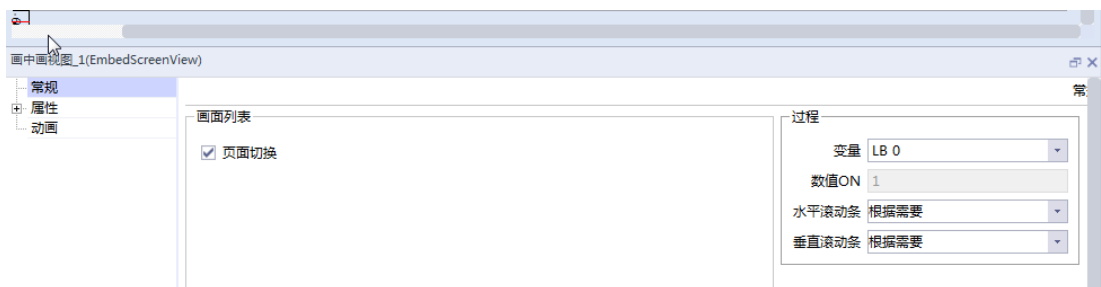 画中画视图_1(EmbedScreenView)
常规
常
属性
动画
画面列表
页面切换
过程
变量 LB 0
数值ON 1
水平滚动条 根据需要
垂直滚动条 根据需要